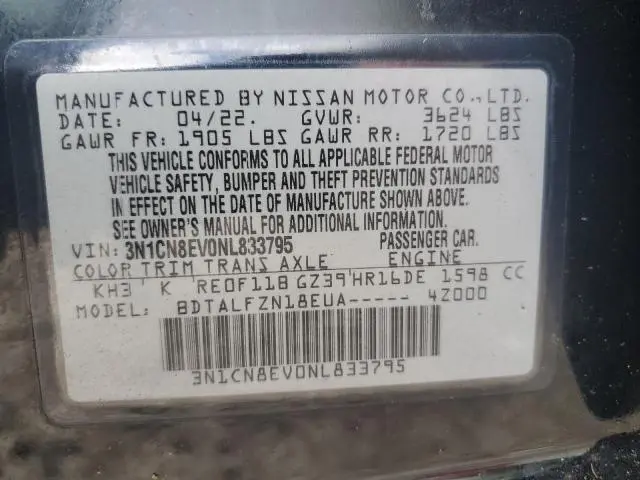 MANUFACTURED BY NISSAN MOTOR CO.,LTD.
DATE: 04/22. GVWR: 3624 LBS
GAWR FR: 1905 LBS GAWR RR: 1720 LBS
THIS VEHICLE CONFORMS TO ALL APPLICABLE FEDERAL MOTOR
VEHICLE SAFETY, BUMPER AND THEFT PREVENTION STANDARDS
IN EFFECT ON THE DATE OF MANUFACTURE SHOWN ABOVE.
SEE OWNER'S MANUAL FOR ADDITIONAL INFORMATION.
VIN: 3N1CN8EV0NL833795 PASSENGER CAR.
COLOR TRIM TRANS AXLE ENGINE
KH3 K RE0F11B GZ39 HR16DE 1598 CC
MODEL: BDTALFZN18EUA----- 4Z000
3N1CN8EV0NL833795